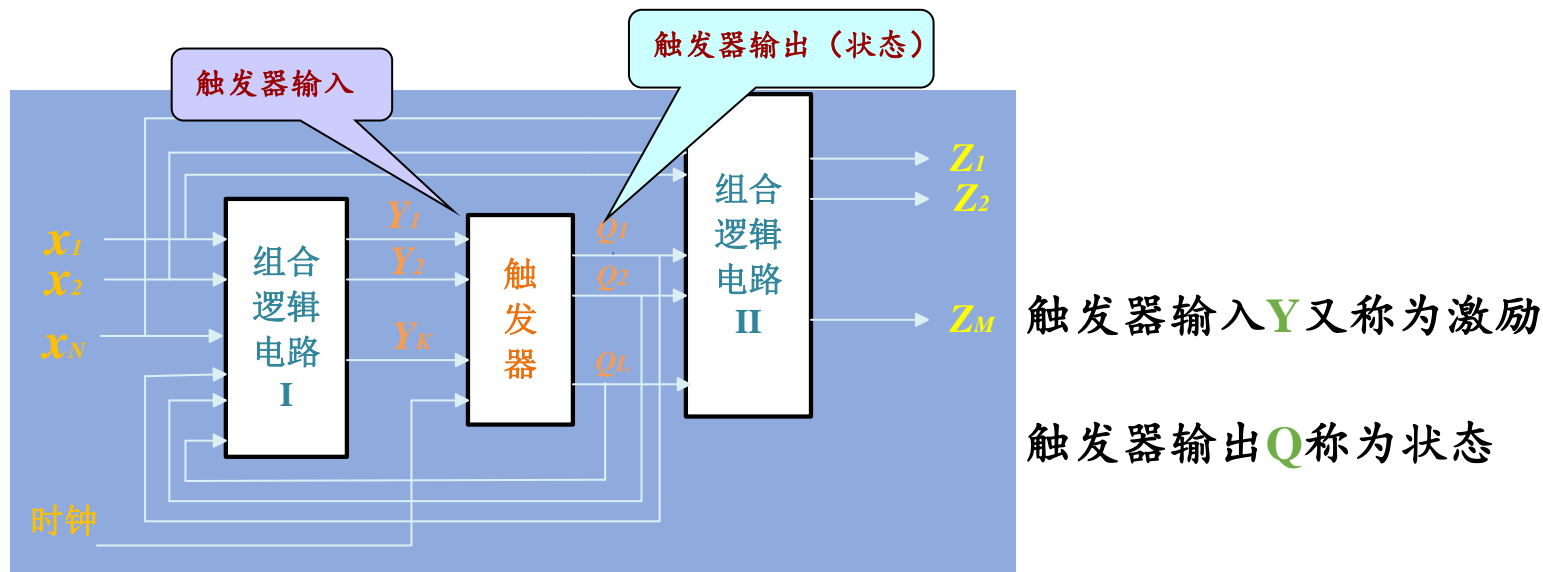 触发器输入
触发器输出（状态）
x1
x2
xN
时钟
组合
逻辑
电路
I
Y1
Y2
YK
触
发
器
Q1
Q2
QL
组合
逻辑
电路
II
Z1
Z2
ZM
触发器输入Y又称为激励
触发器输出Q称为状态